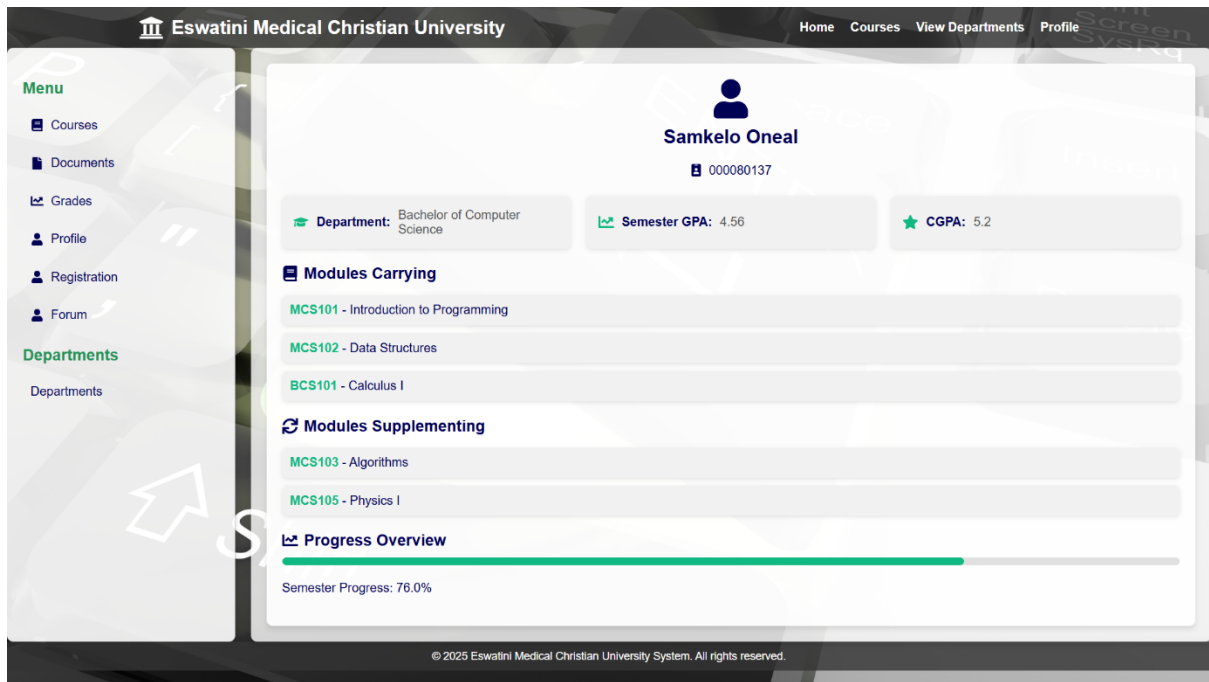 Eswatini Medical Christian University
Home Courses View Departments Profile
Menu
Courses
Documents
Grades
Profile
Registration
Forum
Departments
Departments
Samkelo Oneal
000080137
Department: Bachelor of Computer
Science
Semester GPA: 4.56
CGPA: 5.2
Modules Carrying
MCS101 - Introduction to Programming
MCS102 - Data Structures
BCS101 - Calculus I
Modules Supplementing
MCS103 - Algorithms
MCS105 - Physics I
Progress Overview
Semester Progress: 76.0%
© 2025 Eswatini Medical Christian University System. All rights reserved.
Screen
SysRq
Insert